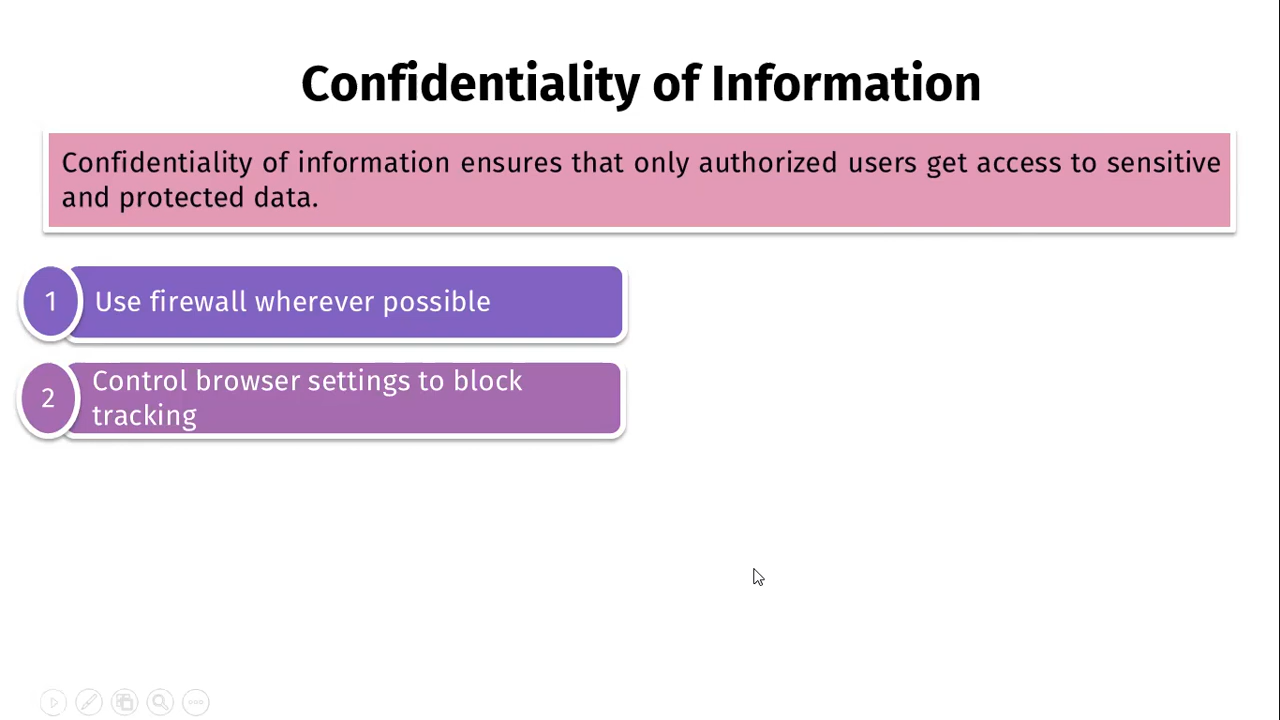 Confidentiality of Information
Confidentiality of information ensures that only authorized users get access to sensitive
and protected data.
1 Use firewall wherever possible
2 Control browser settings to block
tracking